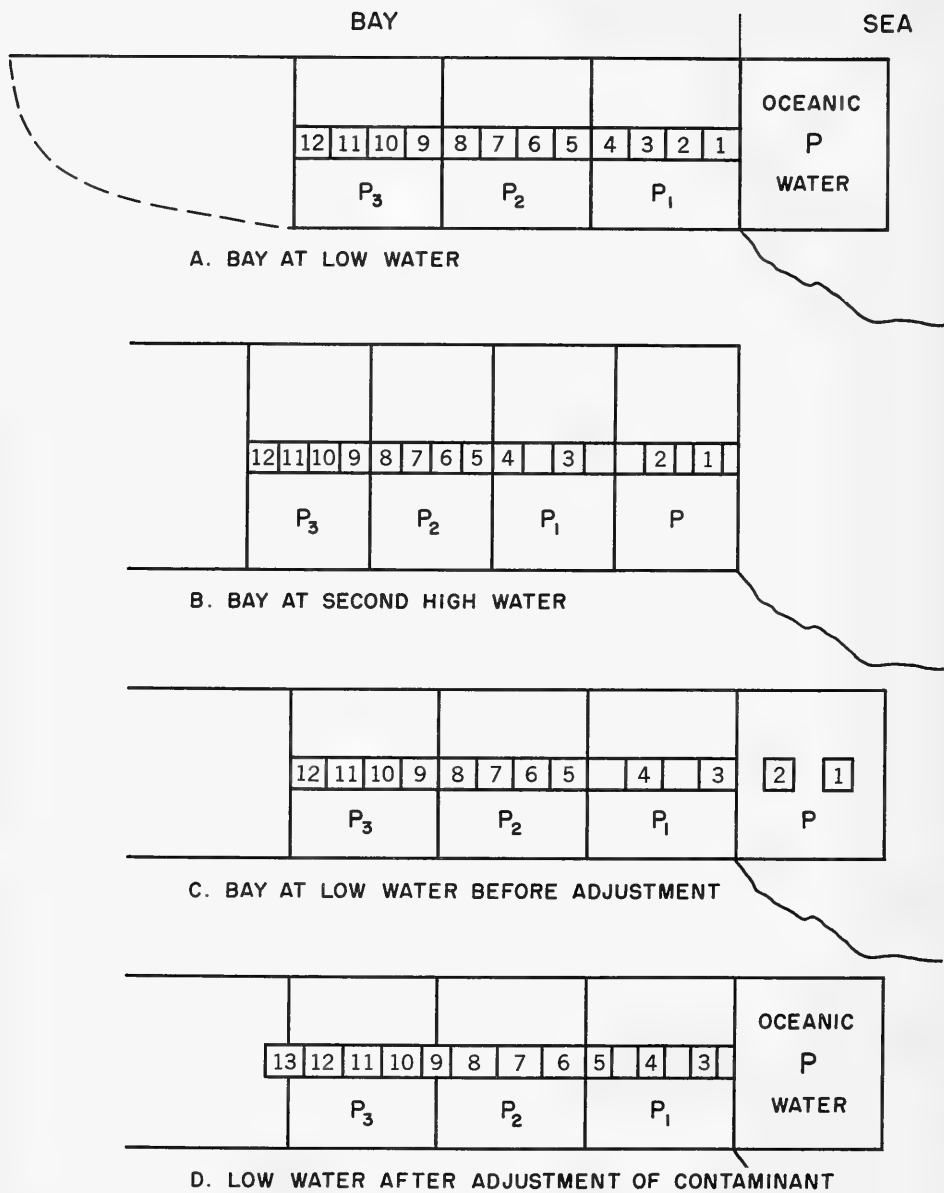 BAY SEA
OCEANIC
P
WATER
12 11 10 9 8 7 6 5 4 3 2 1
P₃ P₂ P₁
A. BAY AT LOW WATER
12 11 10 9 8 7 6 5 4 3 2 1
P₃ P₂ P₁ P
B. BAY AT SECOND HIGH WATER
12 11 10 9 8 7 6 5 4 3 2 1
P₃ P₂ P₁ P
C. BAY AT LOW WATER BEFORE ADJUSTMENT
OCEANIC
P
WATER
13 12 11 10 9 8 7 6 5 4 3
P₃ P₂ P₁
D. LOW WATER AFTER ADJUSTMENT OF CONTAMINANT